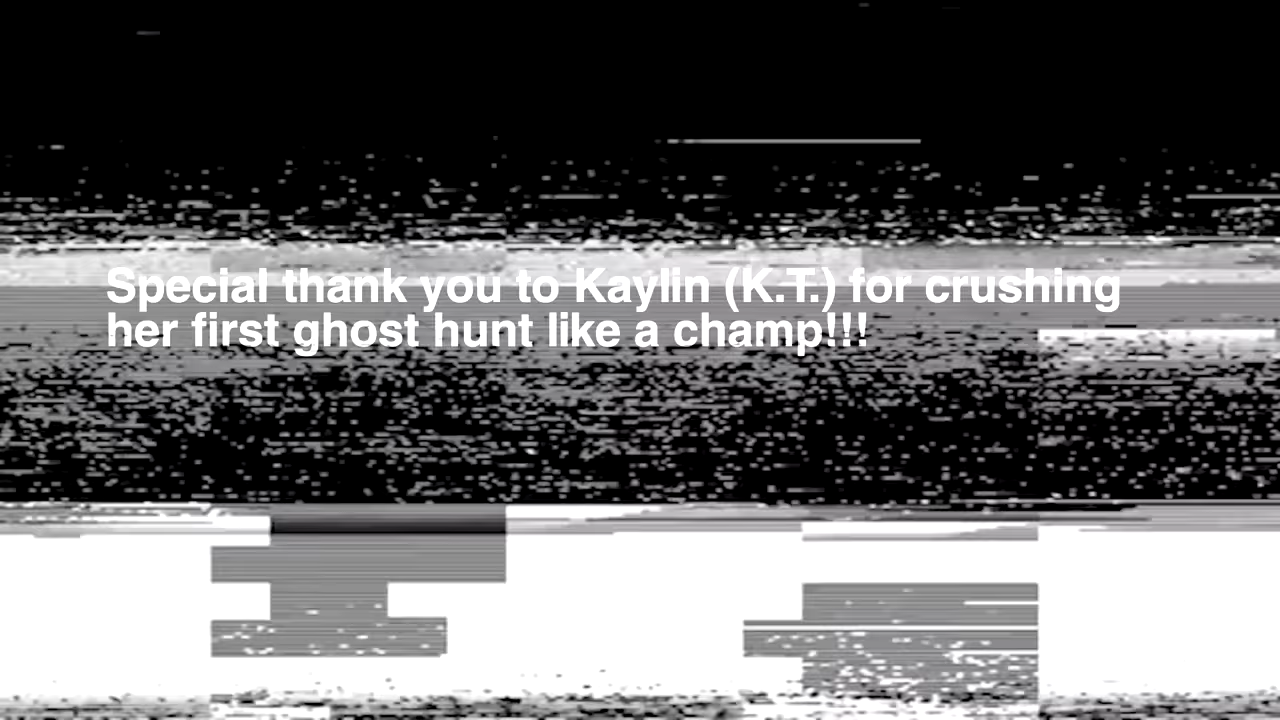 Special thank you to Kaylin (K.T.) for crushing
her first ghost hunt like a champ!!!